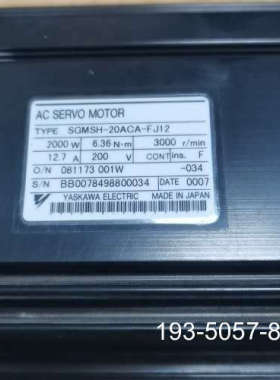 AC SERVO MOTOR
TYPE SGMSH-20ACA-FJ12
2000 W 6.36 N·m 3000 r/min
12.7 A 200 V CONT ins. F
O/N 081173 001W -034
S/N BB0078498800034 DATE 0007
YASKAWA ELECTRIC MADE IN JAPAN
193-5057-8